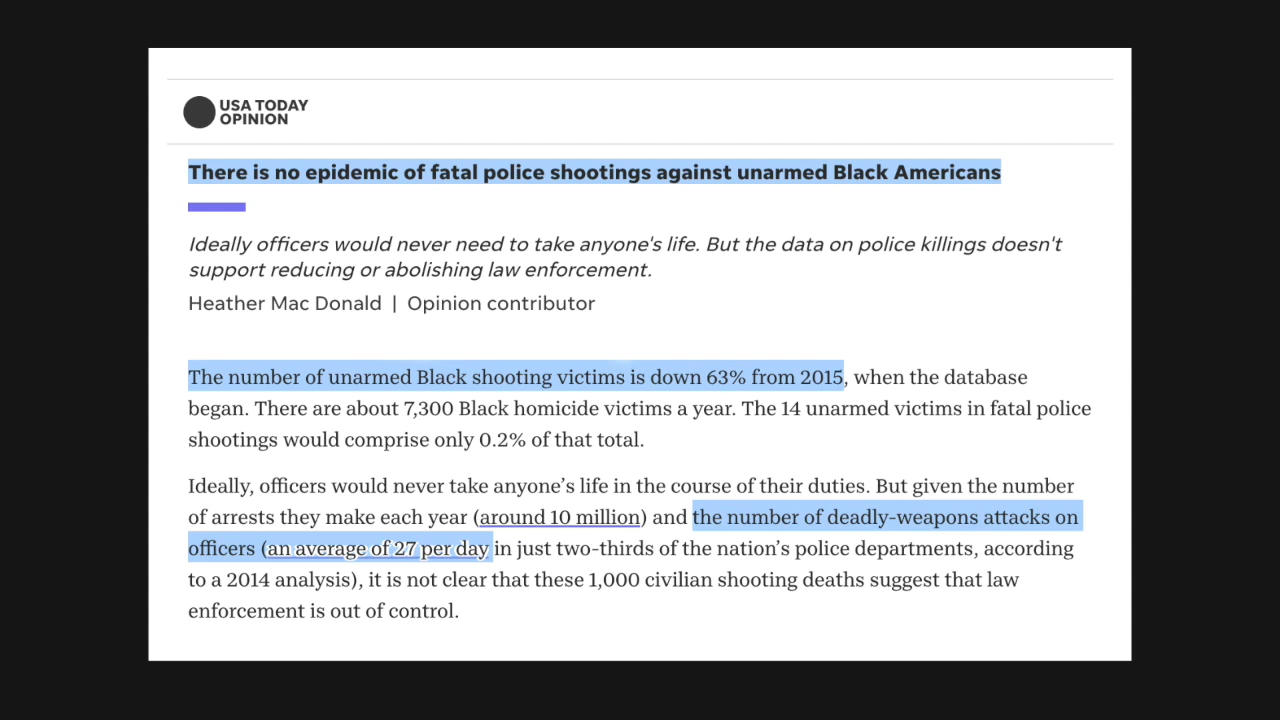 USA TODAY
OPINION
There is no epidemic of fatal police shootings against unarmed Black Americans
Ideally officers would never need to take anyone's life. But the data on police killings doesn't
support reducing or abolishing law enforcement.
Heather Mac Donald | Opinion contributor
The number of unarmed Black shooting victims is down 63% from 2015, when the database
began. There are about 7,300 Black homicide victims a year. The 14 unarmed victims in fatal police
shootings would comprise only 0.2% of that total.
Ideally, officers would never take anyone’s life in the course of their duties. But given the number
of arrests they make each year (around 10 million) and the number of deadly-weapons attacks on
officers (an average of 27 per day in just two-thirds of the nation’s police departments, according
to a 2014 analysis), it is not clear that these 1,000 civilian shooting deaths suggest that law
enforcement is out of control.